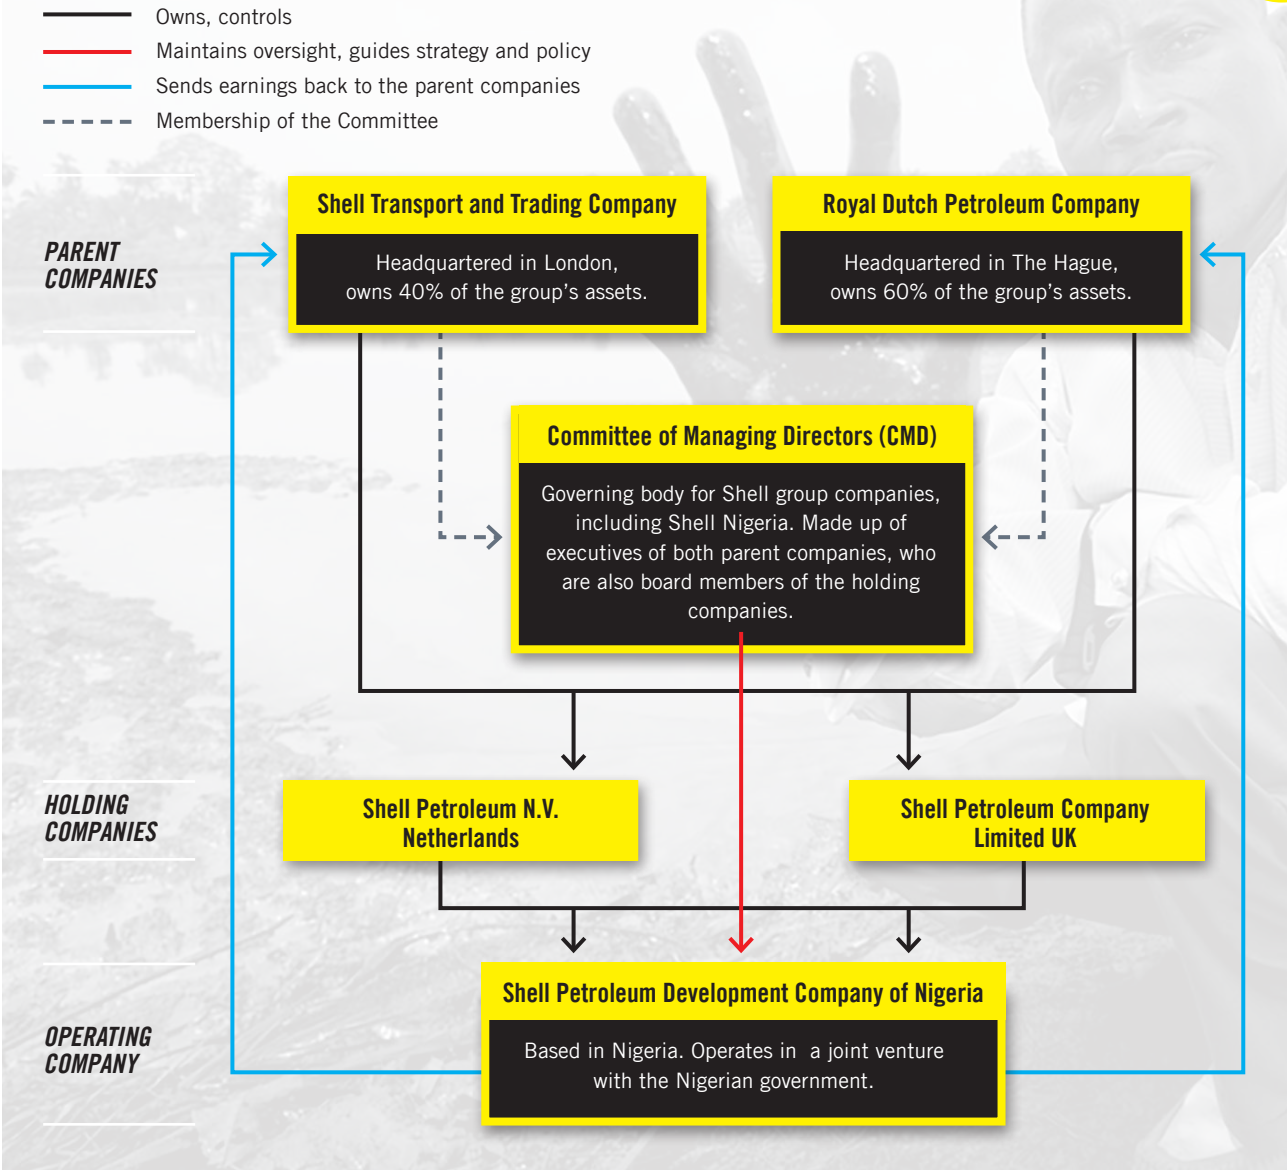 Owns, controls
Maintains oversight, guides strategy and policy
Sends earnings back to the parent companies
Membership of the Committee
PARENT
COMPANIES
Shell Transport and Trading Company
Headquartered in London,
owns 40% of the group’s assets.
Royal Dutch Petroleum Company
Headquartered in The Hague,
owns 60% of the group’s assets.
Committee of Managing Directors (CMD)
Governing body for Shell group companies,
including Shell Nigeria. Made up of
executives of both parent companies, who
are also board members of the holding
companies.
HOLDING
COMPANIES
Shell Petroleum N.V.
Netherlands
Shell Petroleum Company
Limited UK
OPERATING
COMPANY
Shell Petroleum Development Company of Nigeria
Based in Nigeria. Operates in a joint venture
with the Nigerian government.